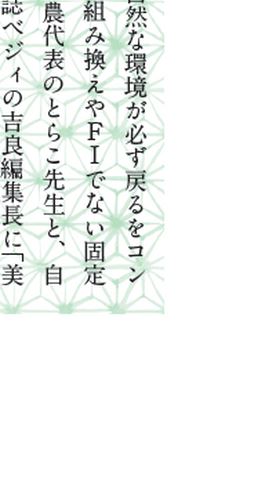 然な環境が必ず戻るをコン
組み換えやFIでない固定
農代表のとらこ先生と、自
誌ベジィの吉良編集長に「美